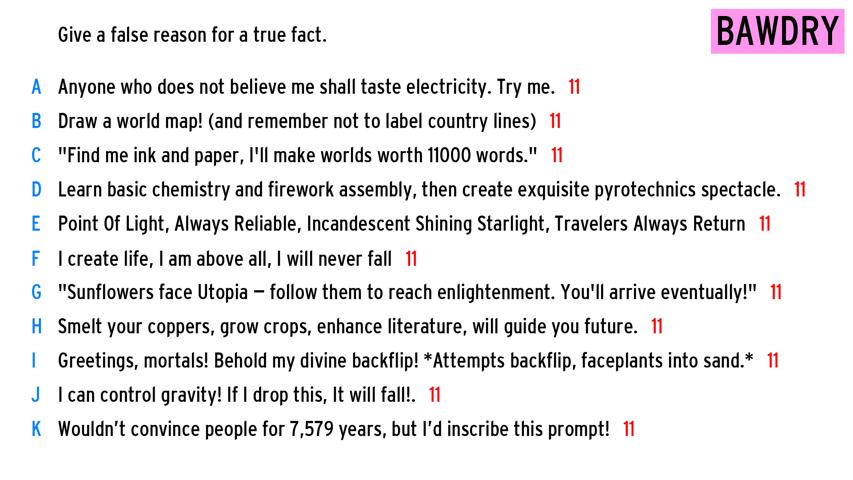 Give a false reason for a true fact.
BAWDRY
A Anyone who does not believe me shall taste electricity. Try me. 11
B Draw a world map! (and remember not to label country lines) 11
C "Find me ink and paper, I'll make worlds worth 11000 words." 11
D Learn basic chemistry and firework assembly, then create exquisite pyrotechnics spectacle. 11
E Point Of Light, Always Reliable, Incandescent Shining Starlight, Travelers Always Return 11
F I create life, I am above all, I will never fall 11
G "Sunflowers face Utopia – follow them to reach enlightenment. You'll arrive eventually!" 11
H Smelt your coppers, grow crops, enhance literature, will guide you future. 11
I Greetings, mortals! Behold my divine backflip! *Attempts backflip, faceplants into sand.* 11
J I can control gravity! If I drop this, It will fall!. 11
K Wouldn’t convince people for 7,579 years, but I’d inscribe this prompt! 11